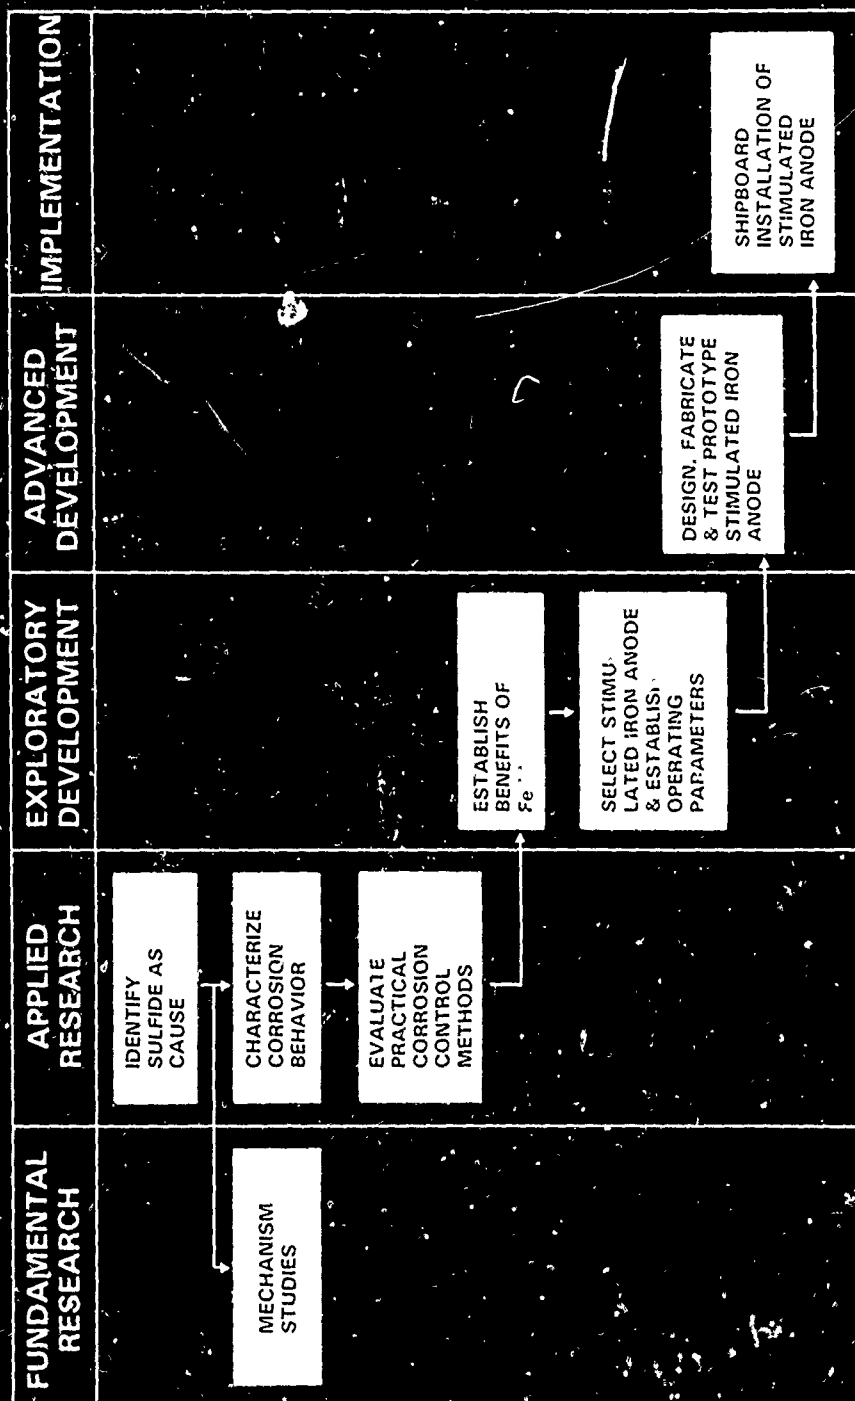 FUNDAMENTAL
RESEARCH
APPLIED
RESEARCH
EXPLORATORY
DEVELOPMENT
ADVANCED
DEVELOPMENT
IMPLEMENTATION
MECHANISM
STUDIES
IDENTIFY
SULFIDE AS
CAUSE
CHARACTERIZE
CORROSION
BEHAVIOR
EVALUATE
PRACTICAL
CORROSION
CONTROL
METHODS
ESTABLISH
BENEFITS OF
Fe
SELECT STIMU-
LATED IRON ANODE
& ESTABLISH
OPERATING
PARAMETERS
DESIGN, FABRICATE
& TEST PROTOTYPE
STIMULATED IRON
ANODE
SHIPBOARD
INSTALLATION OF
STIMULATED
IRON ANODE